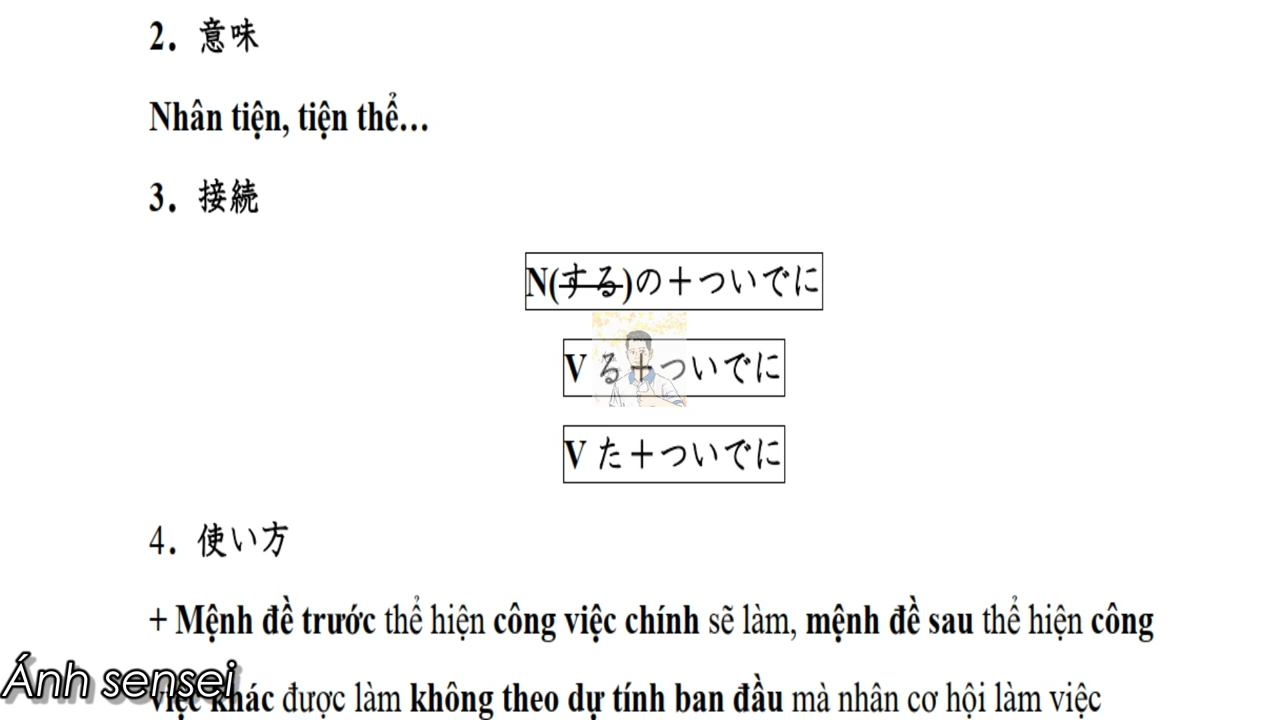 2. 意味
Nhân tiện, tiện thể…
3. 接続
N(する)の＋ついでに
V る＋ついでに
V た＋ついでに
4. 使い方
+ Mệnh đề trước thể hiện công việc chính sẽ làm, mệnh đề sau thể hiện công
việc khác được làm không theo dự tính ban đầu mà nhân cơ hội làm việc
Ánh sensei